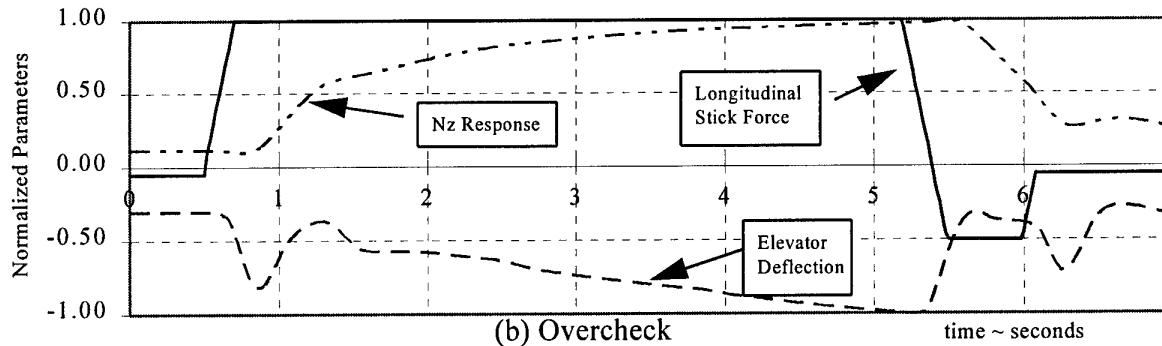 Normalized Parameters
1.00
0.50
0.00
-0.50
-1.00
0
1
2
3
4
5
6
Nz Response
Longitudinal
Stick Force
Elevator
Deflection
(b) Overcheck
time ~ seconds